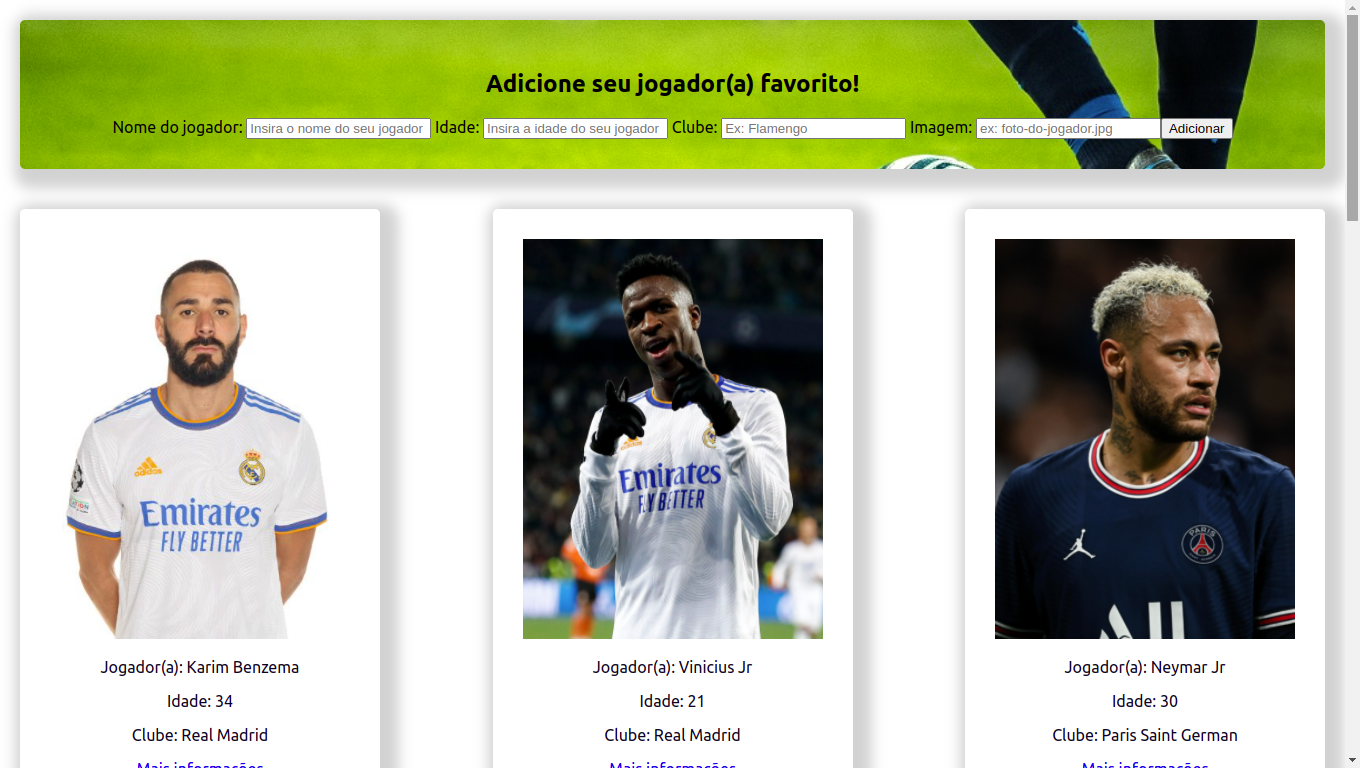 Adicione seu jogador(a) favorito!
Nome do jogador: Insira o nome do seu jogador Idade: Insira a idade do seu jogador Clube: Ex: Flamengo Imagem: ex: foto-do-jogador.jpg Adicionar
adidas
Emirates
FLY BETTER
Emirates
FLY BETTER
PARIS
Jogador(a): Karim Benzema
Idade: 34
Clube: Real Madrid
Mais informações
Jogador(a): Vinicius Jr
Idade: 21
Clube: Real Madrid
Mais informações
Jogador(a): Neymar Jr
Idade: 30
Clube: Paris Saint German
Mais informações